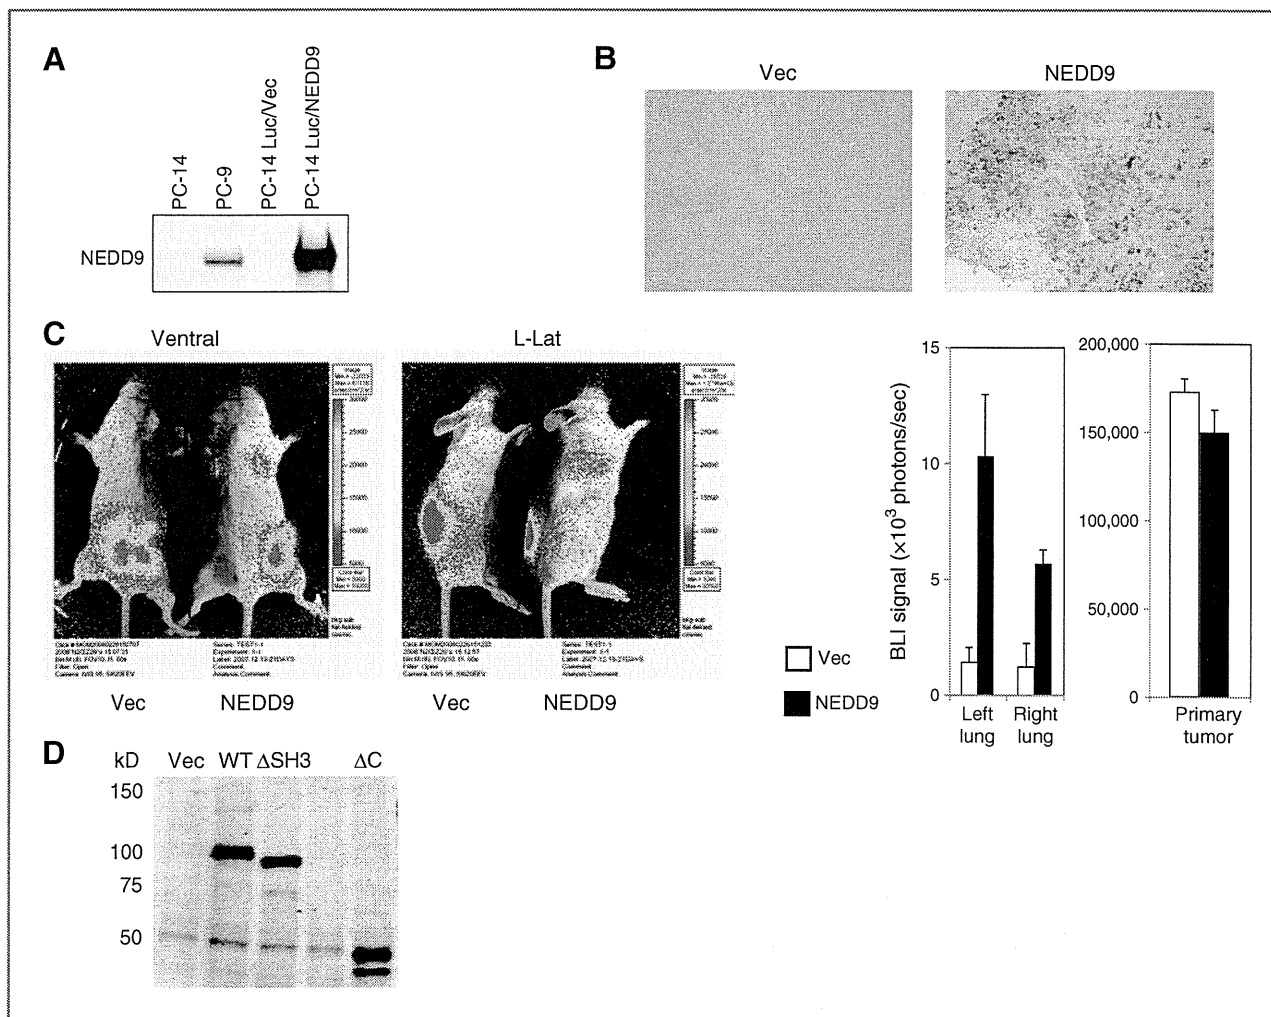 A
PC-14
PC-9
PC-14 Luc/Vec
PC-14 Luc/NEDD9
NEDD9
B
Vec
NEDD9
C
Ventral
L-Lat
Vec
NEDD9
Vec
NEDD9
Vec
NEDD9
BLI signal (×10³ photons/sec)
15
10
5
0
Left lung
Right lung
200,000
150,000
100,000
50,000
0
Primary tumor
D
kD
Vec
WT
ΔSH3
ΔC
150
100
75
50